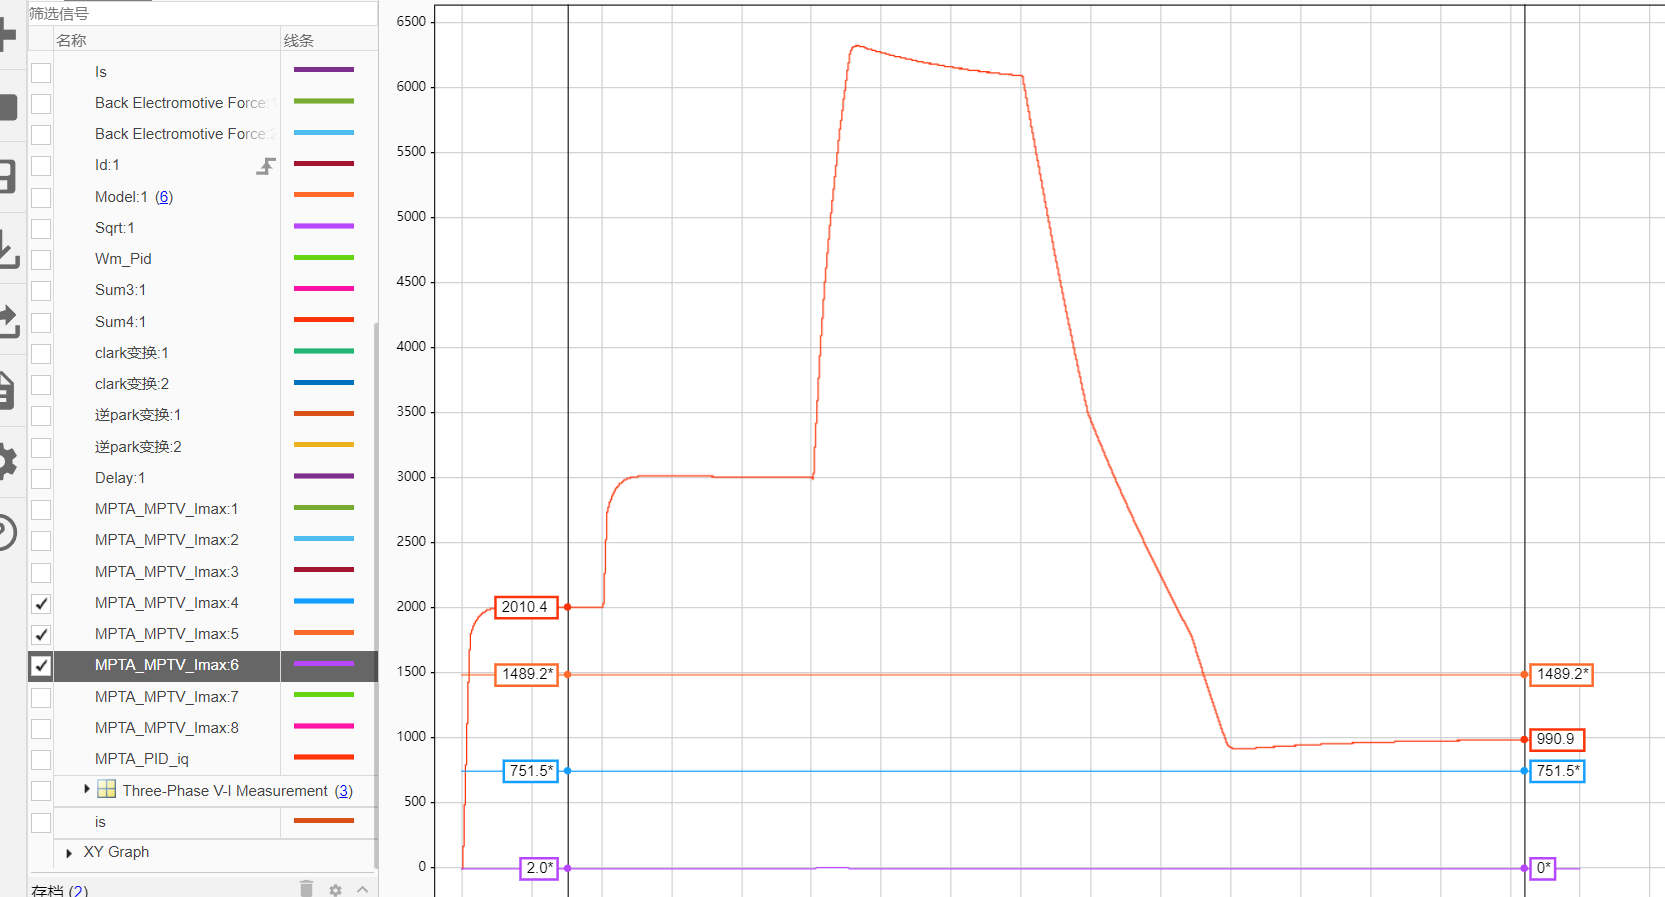 筛选信号
名称 线条
Is
Back Electromotive Force:1
Back Electromotive Force:2
Id:1
Model:1 (6)
Sqrt:1
Wm_Pid
Sum3:1
Sum4:1
clark变换:1
clark变换:2
逆park变换:1
逆park变换:2
Delay:1
MPTA_MPTV_Imax:1
MPTA_MPTV_Imax:2
MPTA_MPTV_Imax:3
MPTA_MPTV_Imax:4
MPTA_MPTV_Imax:5
MPTA_MPTV_Imax:6
MPTA_MPTV_Imax:7
MPTA_MPTV_Imax:8
MPTA_PID_iq
Three-Phase V-I Measurement (3)
is
XY Graph
存档 (2)
6500
6000
5500
5000
4500
4000
3500
3000
2500
2000
1500
1000
500
0
2010.4
1489.2*
751.5*
2.0*
1489.2*
990.9
751.5*
0*